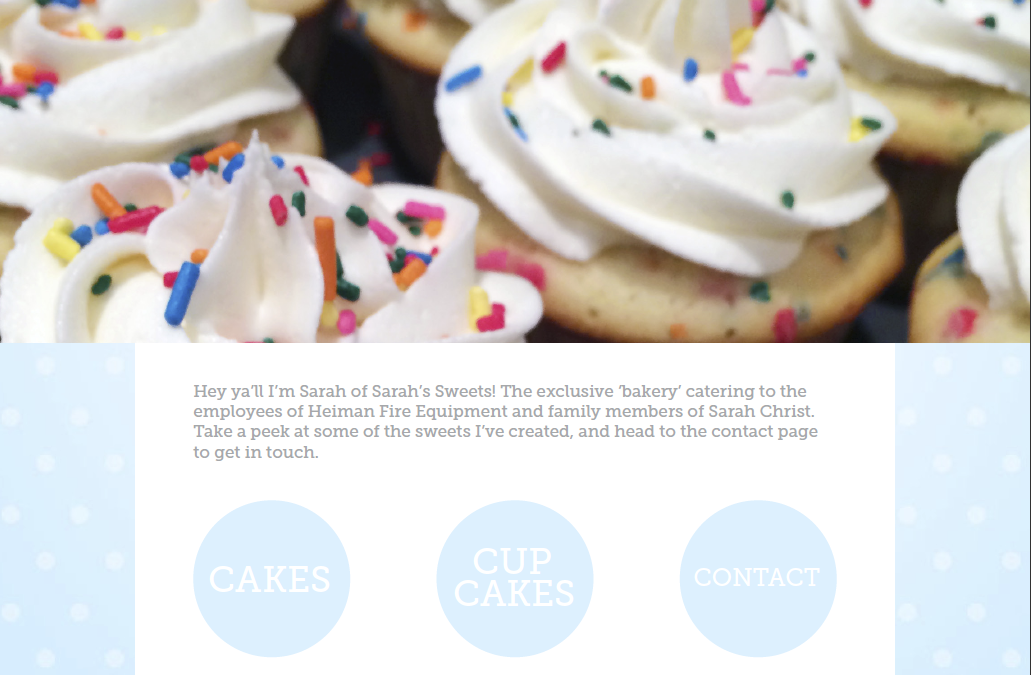 Hey ya’ll I’m Sarah of Sarah’s Sweets! The exclusive ‘bakery’ catering to the
employees of Heiman Fire Equipment and family members of Sarah Christ.
Take a peek at some of the sweets I’ve created, and head to the contact page
to get in touch.
CAKES
CUP
CAKES
CONTACT